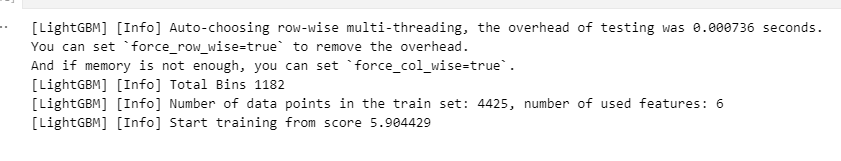 [LightGBM] [Info] Auto-choosing row-wise multi-threading, the overhead of testing was 0.000736 seconds.
You can set `force_row_wise=true` to remove the overhead.
And if memory is not enough, you can set `force_col_wise=true`.
[LightGBM] [Info] Total Bins 1182
[LightGBM] [Info] Number of data points in the train set: 4425, number of used features: 6
[LightGBM] [Info] Start training from score 5.904429